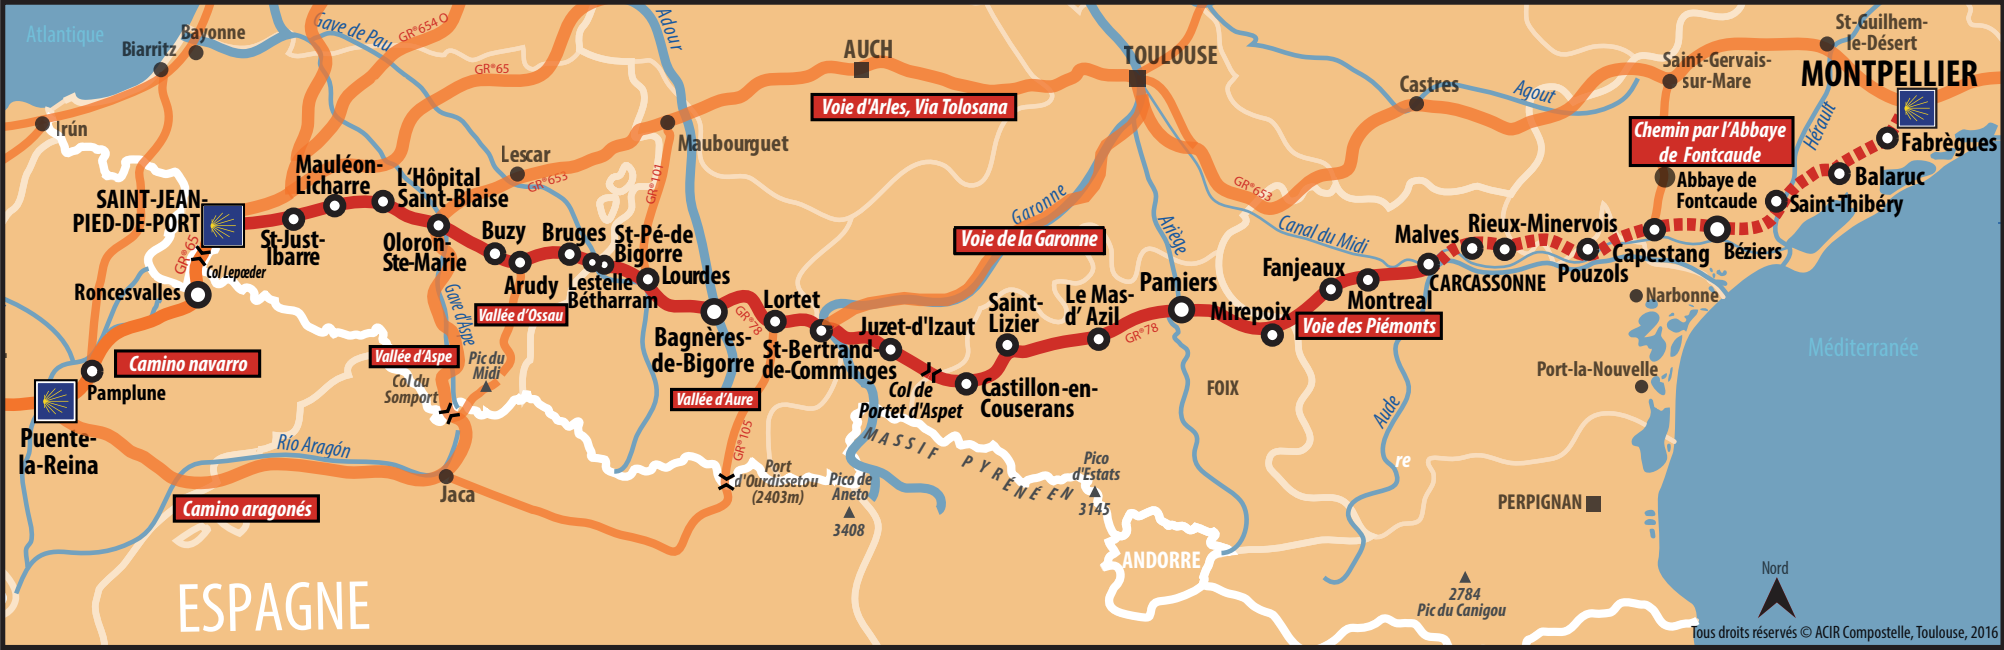 Atlantique
Biarritz
Bayonne
Gave de Pau
GR®654 O
GR®65
Adour
AUCH
TOULOUSE
Castres
Agout
Saint-Gervais-
sur-Mare
St-Guilhem-
le-Désert
MONTPELLIER
Irún
Voie d'Arles, Via Tolosana
Chemin par l'Abbaye
de Fontcaude
Hérault
Fabrègues
Maubourguet
Lescar
GR®653
GR®101
Mauléon-
Licharre
L'Hôpital
Saint-Blaise
SAINT-JEAN-
PIED-DE-PORT
St-Just-
Ibarre
Oloron-
Ste-Marie
Buzy
Arudy
Bruges
Lestelle
Bétharram
St-Pé-de
Bigorre
Lourdes
Garonne
Ariège
GR®653
Canal du Midi
Malves
Rieux-Minervois
Abbaye de
Fontcaude
Balaruc
Saint-Thibéry
GR®65
Col Lepœder
Roncesvalles
Gave d'Aspe
Vallée d'Ossau
Voie de la Garonne
Pamiers
Fanjeaux
Montreal
CARCASSONNE
Pouzols
Capestang
Béziers
Narbonne
Bagnères-
de-Bigorre
GR®78
Lortet
St-Bertrand-
de-Comminges
Juzet-d'Izaut
Saint-
Lizier
Le Mas-
d' Azil
GR®78
Mirepoix
Voie des Piémonts
Camino navarro
Vallée d'Aspe
Col du
Somport
Pic du
Midi
Pamplune
Vallée d'Aure
Col de
Portet d'Aspet
Castillon-en-
Couserans
FOIX
Aude
Port-la-Nouvelle
Méditerranée
Puente-
la-Reina
Río Aragón
GR®105
MASSIF PYRÉNÉEN
Port
d'Ourdissetou
(2403m)
Pico de
Aneto
3408
Pico
d'Estats
3145
re
PERPIGNAN
Camino aragonés
Jaca
ANDORRE
2784
Pic du Canigou
Nord
ESPAGNE
Tous droits réservés © ACIR Compostelle, Toulouse, 2016